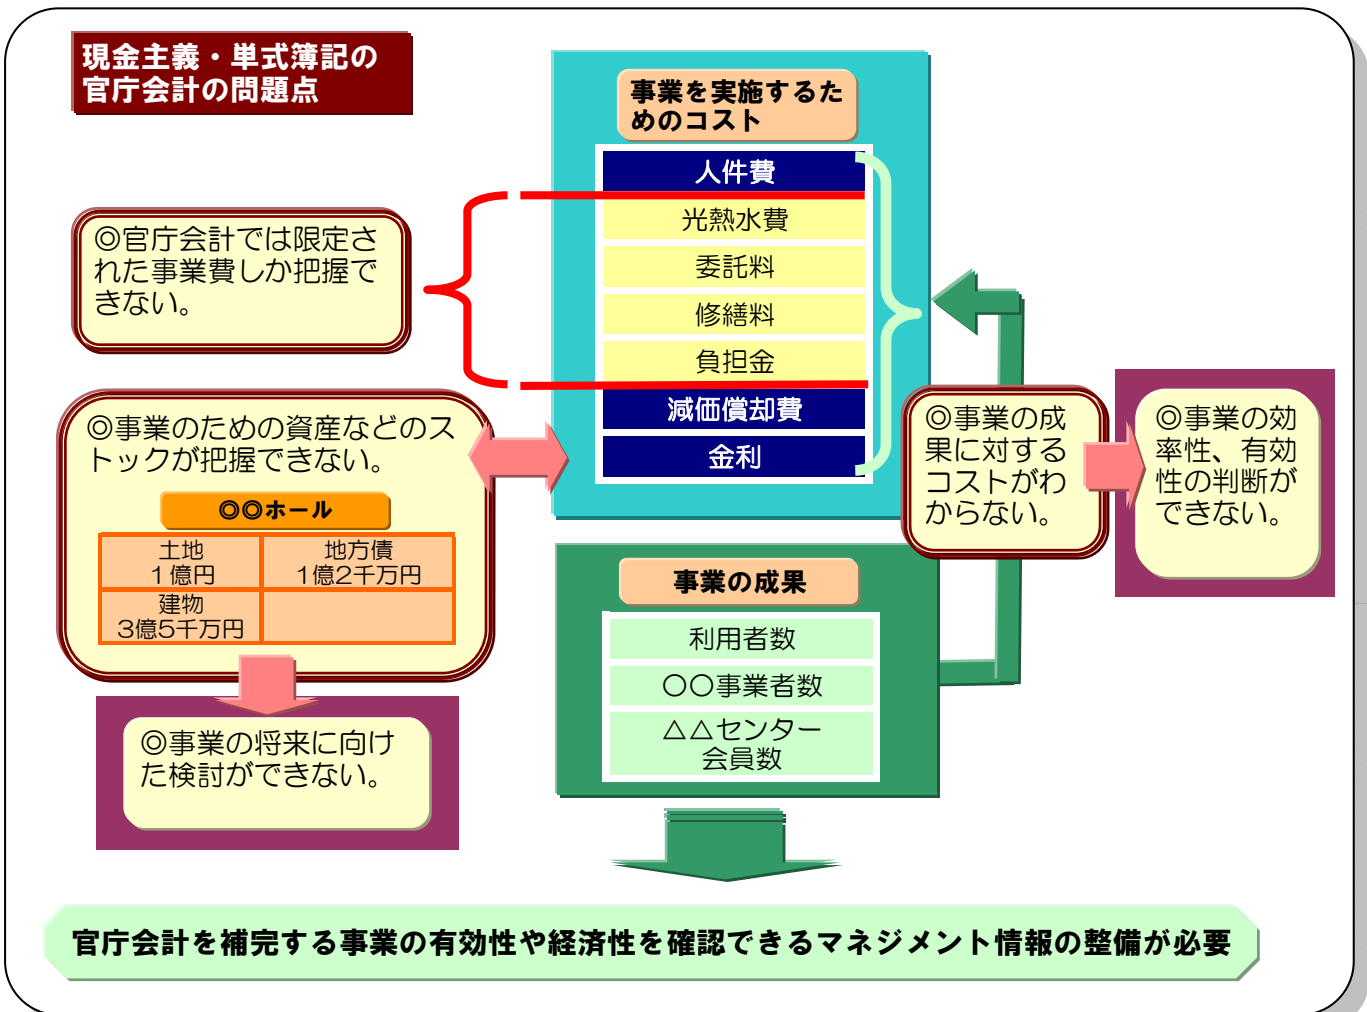 現金主義・単式簿記の
官庁会計の問題点
事業を実施するた
めのコスト
人件費
光熱水費
委託料
修繕料
負担金
減価償却費
金利
◎官庁会計では限定さ
れた事業費しか把握で
きない。
◎事業のための資産などのス
トックが把握できない。
◎◎ホール
土地
1億円
地方債
1億2千万円
建物
3億5千万円
◎事業の将来に向け
た検討ができない。
◎事業の成
果に対する
コストがわ
からない。
◎事業の効
率性、有効
性の判断が
できない。
事業の成果
利用者数
〇〇事業者数
△△センター
会員数
官庁会計を補完する事業の有効性や経済性を確認できるマネジメント情報の整備が必要